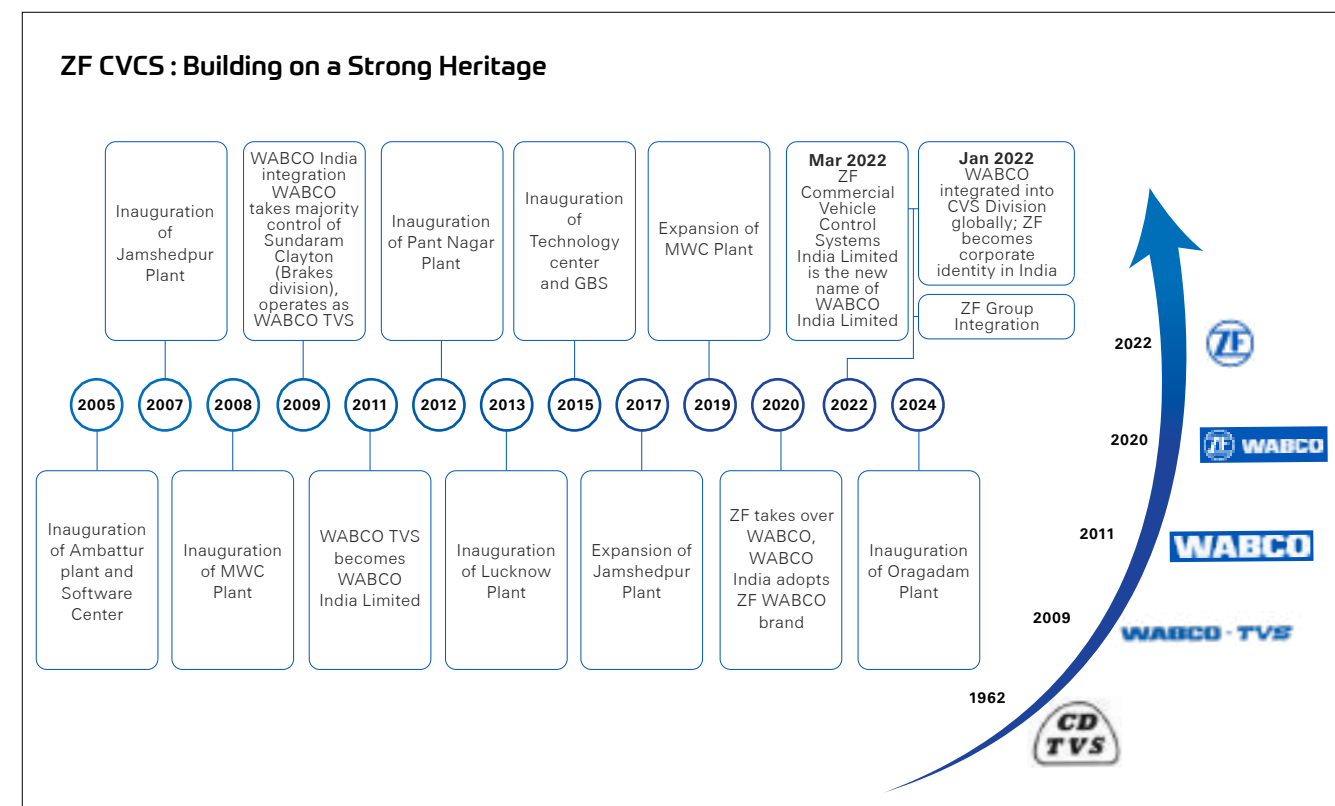 ZF CVCS : Building on a Strong Heritage
Inauguration
of
Jamshedpur
Plant
WABCO India
integration
WABCO
takes majority
control of
Sundaram
Clayton
(Brakes
division),
operates as
WABCO TVS
Inauguration
of Pant Nagar
Plant
Inauguration
of
Technology
center
and GBS
Expansion of
MWC Plant
Mar 2022
ZF
Commercial
Vehicle
Control
Systems
India Limited
is the new
name of
WABCO
India Limited
Jan 2022
WABCO
integrated into
CVS Division
globally; ZF
becomes
corporate
identity in India
ZF Group
Integration
2005 2007 2008 2009 2011 2012 2013 2015 2017 2019 2020 2022 2024
Inauguration
of Ambattur
plant and
Software
Center
Inauguration
of MWC
Plant
WABCO TVS
becomes
WABCO
India Limited
Inauguration
of Lucknow
Plant
Expansion of
Jamshedpur
Plant
ZF takes over
WABCO,
WABCO
India adopts
ZF WABCO
brand
Inauguration
of Oragadam
Plant
2022
ZF
2020
ZF WABCO
2011
WABCO
2009
WABCO - TVS
1962
CD
TVS